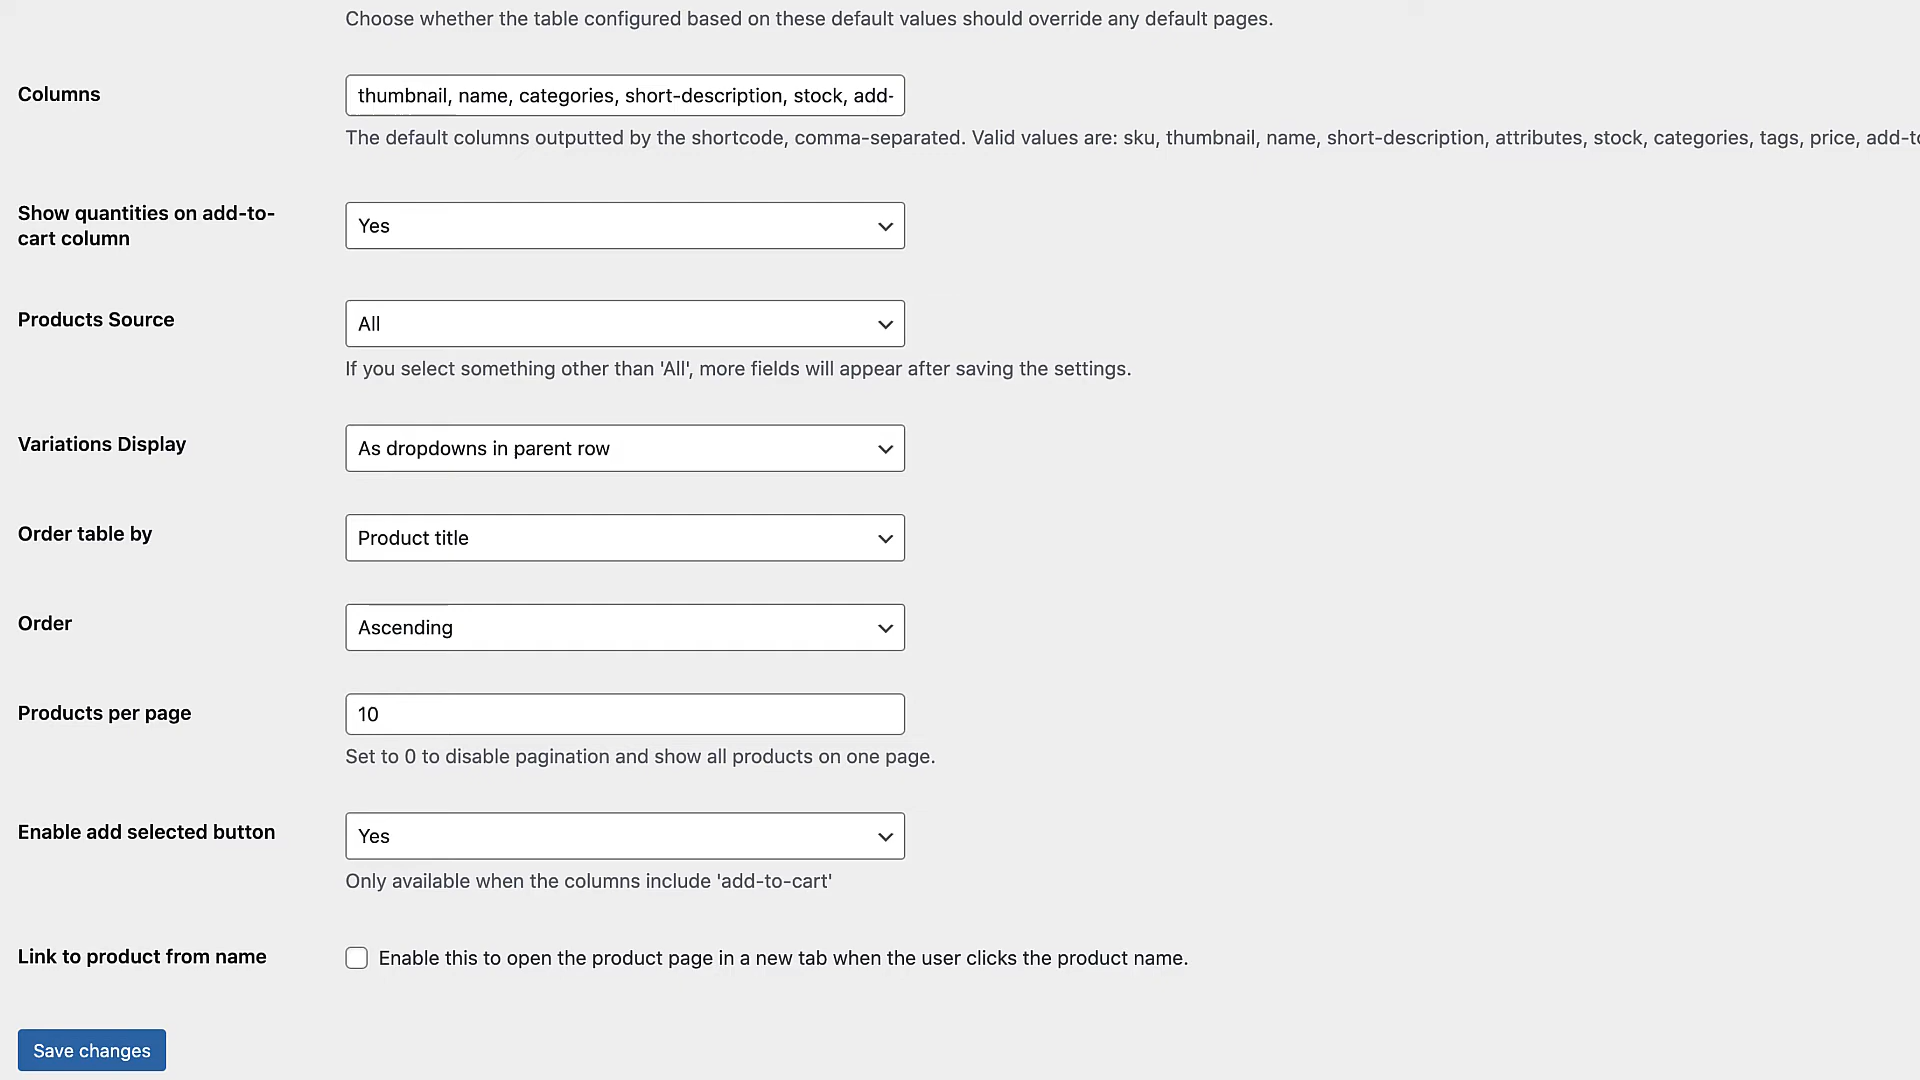 Choose whether the table configured based on these default values should override any default pages.
Columns
thumbnail, name, categories, short-description, stock, add-
The default columns outputted by the shortcode, comma-separated. Valid values are: sku, thumbnail, name, short-description, attributes, stock, categories, tags, price, add-to
Show quantities on add-to-
cart column
Yes
Products Source
All
If you select something other than 'All', more fields will appear after saving the settings.
Variations Display
As dropdowns in parent row
Order table by
Product title
Order
Ascending
Products per page
10
Set to 0 to disable pagination and show all products on one page.
Enable add selected button
Yes
Only available when the columns include 'add-to-cart'
Link to product from name
Enable this to open the product page in a new tab when the user clicks the product name.
Save changes